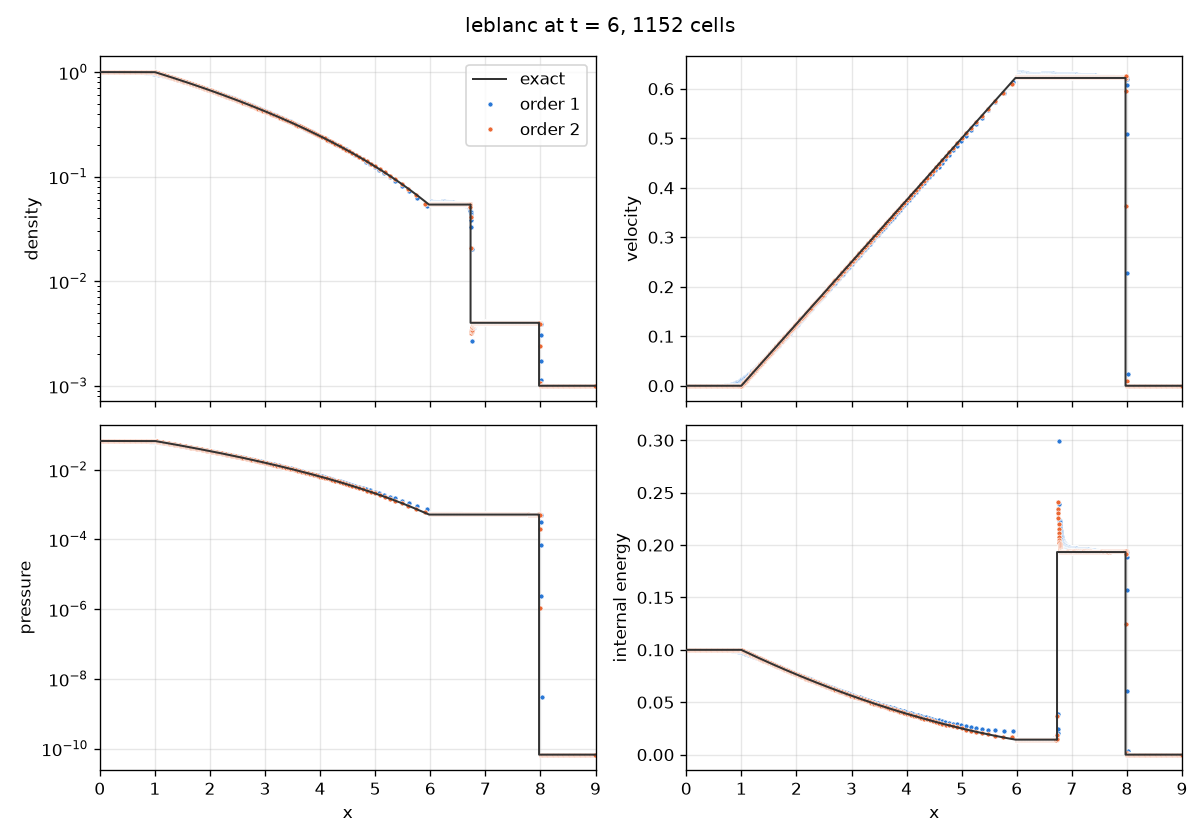 leblanc at t = 6, 1152 cells
density
10⁰
10⁻¹
10⁻²
10⁻³
exact
order 1
order 2
velocity
0.6
0.5
0.4
0.3
0.2
0.1
0.0
pressure
10⁻²
10⁻⁴
10⁻⁶
10⁻⁸
10⁻¹⁰
0 1 2 3 4 5 6 7 8 9
x
internal energy
0.30
0.25
0.20
0.15
0.10
0.05
0.00
0 1 2 3 4 5 6 7 8 9
x